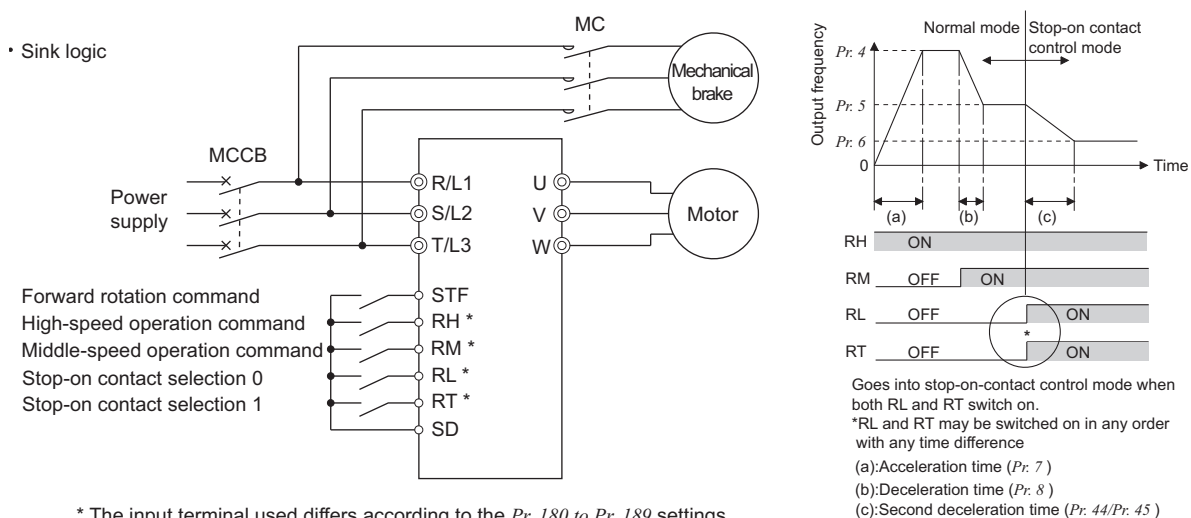 • Sink logic
MC
Mechanical
brake
MCCB
Power
supply
R/L1
S/L2
T/L3
U
V
W
Motor
Forward rotation command
STF
High-speed operation command
RH *
Middle-speed operation command
RM *
Stop-on contact selection 0
RL *
Stop-on contact selection 1
RT *
SD
* The input terminal used differs according to the Pr. 180 to Pr. 189 settings
Normal mode
Stop-on contact
control mode
Output frequency
Pr. 4
Pr. 5
Pr. 6
0
Time
(a)
(b)
(c)
RH ON
RM OFF ON
RL OFF ON
*
RT OFF ON
Goes into stop-on-contact control mode when
both RL and RT switch on.
*RL and RT may be switched on in any order
with any time difference
(a):Acceleration time (Pr. 7 )
(b):Deceleration time (Pr. 8 )
(c):Second deceleration time (Pr. 44/Pr. 45 )